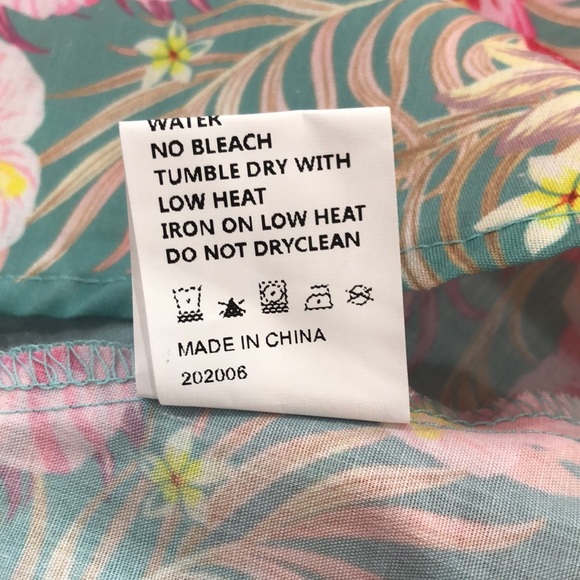 WATER
NO BLEACH
TUMBLE DRY WITH
LOW HEAT
IRON ON LOW HEAT
DO NOT DRYCLEAN
MADE IN CHINA
202006